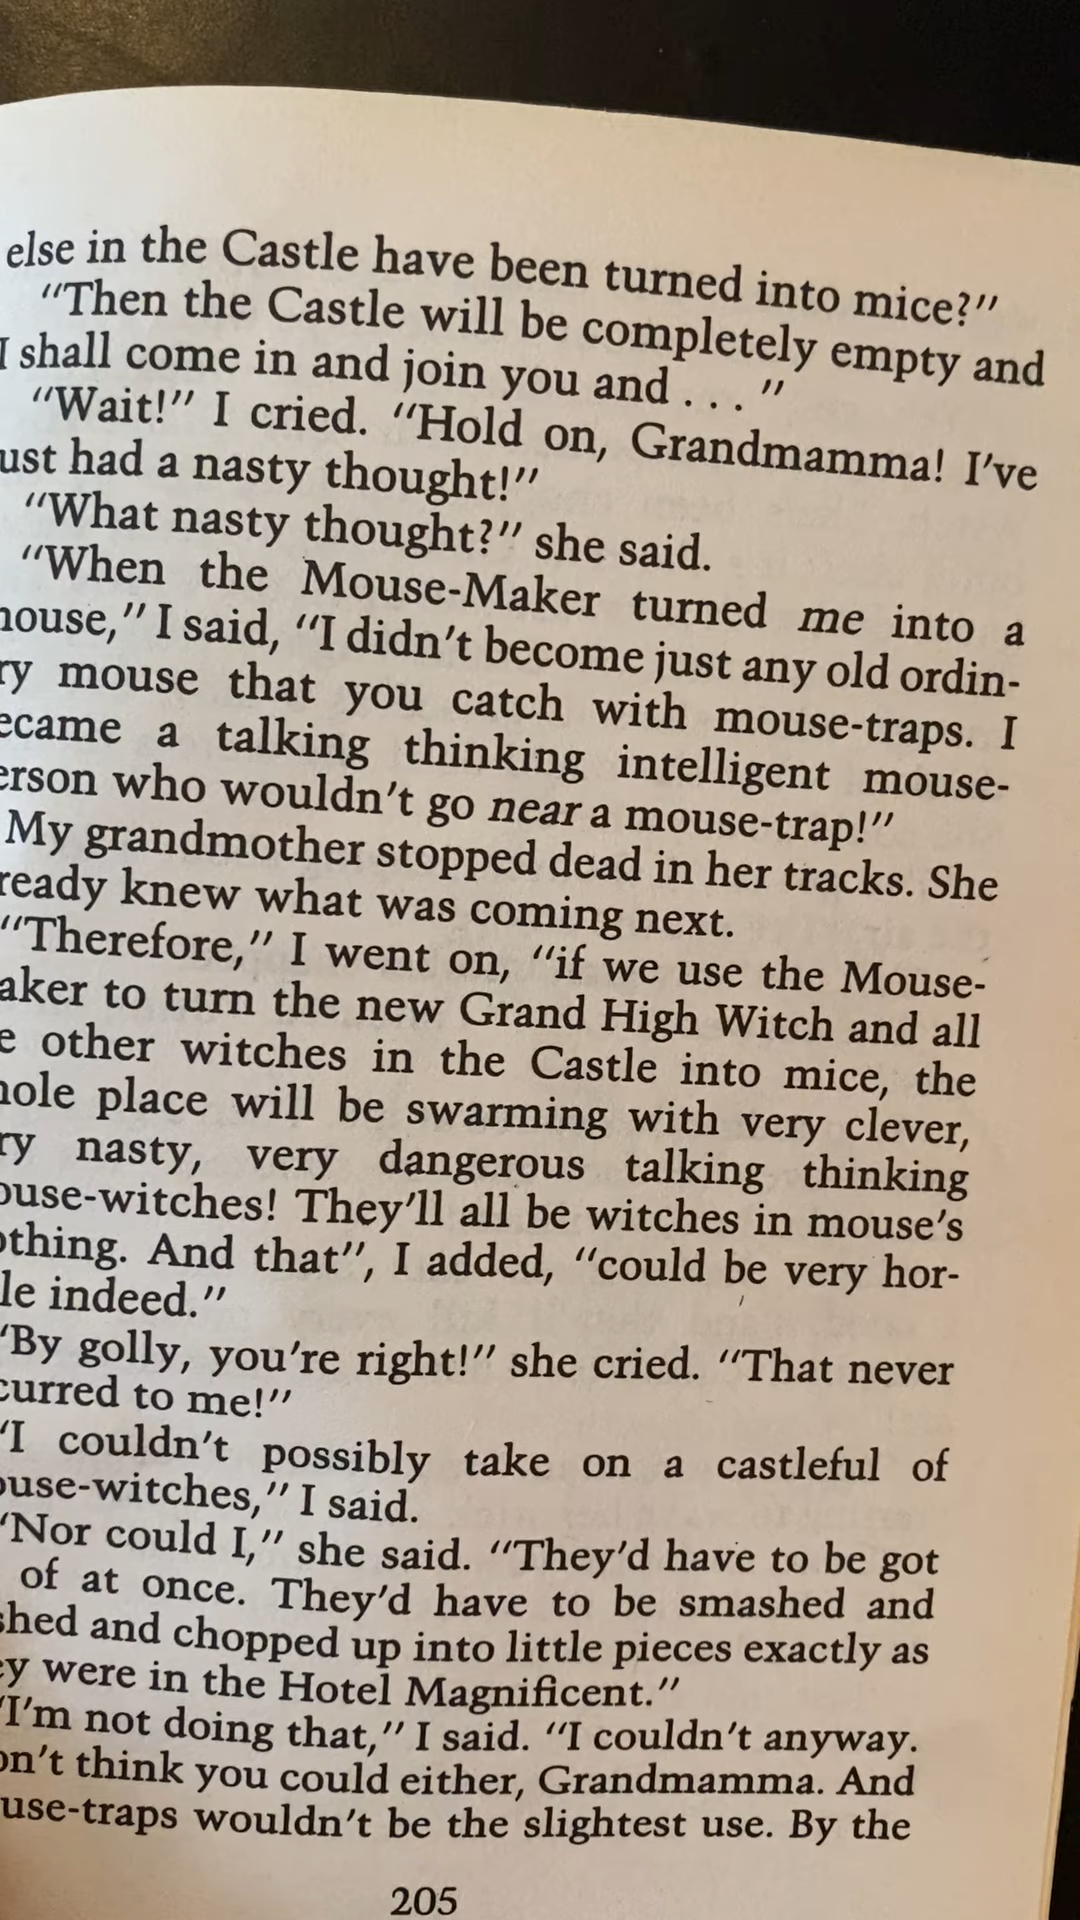 else in the Castle have been turned into mice?"
"Then the Castle will be completely empty and
I shall come in and join you and . . . "
"Wait!" I cried. "Hold on, Grandmamma! I've
ust had a nasty thought!"
"What nasty thought?" she said.
"When the Mouse-Maker turned me into a
ouse," I said, "I didn't become just any old ordin-
ry mouse that you catch with mouse-traps. I
ecame a talking thinking intelligent mouse-
erson who wouldn't go near a mouse-trap!"
My grandmother stopped dead in her tracks. She
ready knew what was coming next.
"Therefore," I went on, "if we use the Mouse-
aker to turn the new Grand High Witch and all
e other witches in the Castle into mice, the
hole place will be swarming with very clever,
ry nasty, very dangerous talking thinking
ouse-witches! They'll all be witches in mouse's
othing. And that", I added, "could be very hor-
le indeed."
"By golly, you're right!" she cried. "That never
curred to me!"
"I couldn't possibly take on a castleful of
ouse-witches," I said.
"Nor could I," she said. "They'd have to be got
of at once. They'd have to be smashed and
shed and chopped up into little pieces exactly as
ey were in the Hotel Magnificent."
"I'm not doing that," I said. "I couldn't anyway.
on't think you could either, Grandmamma. And
use-traps wouldn't be the slightest use. By the
205